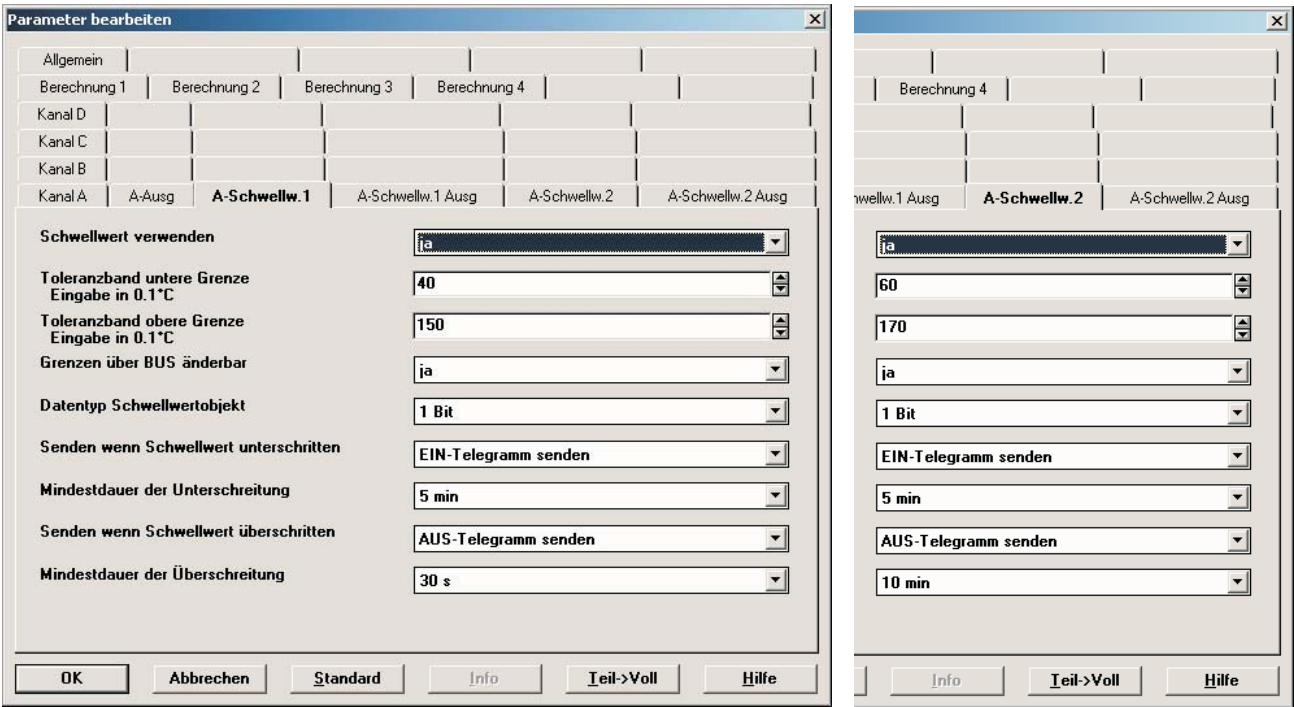 Parameter bearbeiten
Allgemein
Berechnung 1 Berechnung 2 Berechnung 3 Berechnung 4
Kanal D
Kanal C
Kanal B
Kanal A A-Ausg A-Schwellw.1 A-Schwellw.1 Ausg A-Schwellw.2 A-Schwellw.2 Ausg
Schwellwert verwenden ja
Toleranzband untere Grenze
Eingabe in 0.1°C 40
Toleranzband obere Grenze
Eingabe in 0.1°C 150
Grenzen über BUS änderbar ja
Datentyp Schwellwertobjekt 1 Bit
Senden wenn Schwellwert unterschritten EIN-Telegramm senden
Mindestdauer der Unterschreitung 5 min
Senden wenn Schwellwert überschritten AUS-Telegramm senden
Mindestdauer der Überschreitung 30 s
OK Abbrechen Standard Info Teil->Voll Hilfe
Berechnung 4
wellw.1 Ausg A-Schwellw.2 A-Schwellw.2 Ausg
ja
60
170
ja
1 Bit
EIN-Telegramm senden
5 min
AUS-Telegramm senden
10 min
Info Teil->Voll Hilfe